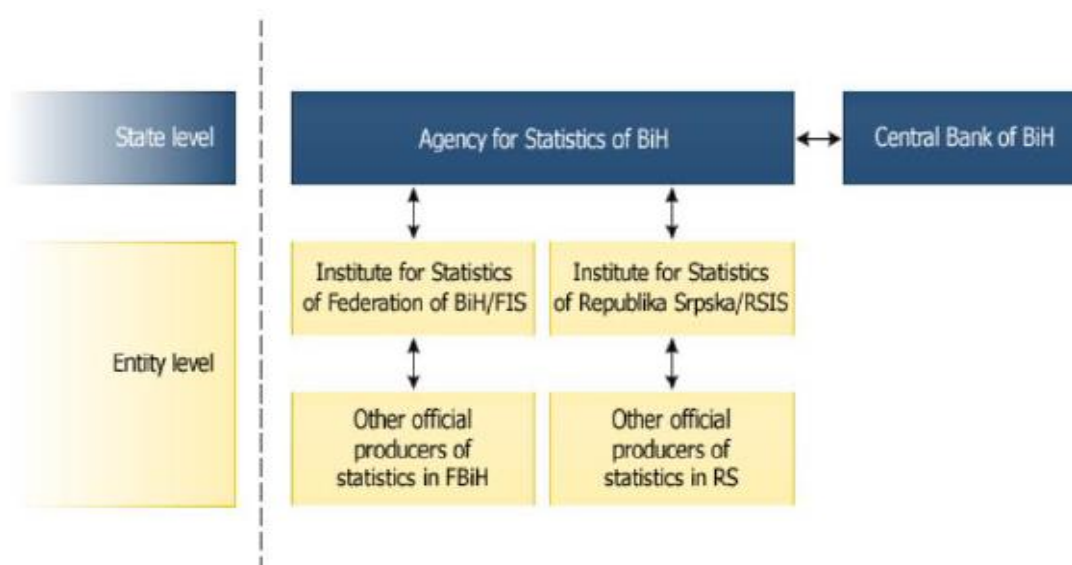 State level
Agency for Statistics of BiH
Central Bank of BiH
Entity level
Institute for Statistics
of Federation of BiH/FIS
Institute for Statistics
of Republika Srpska/RSIS
Other official
producers of
statistics in FBiH
Other official
producers of
statistics in RS